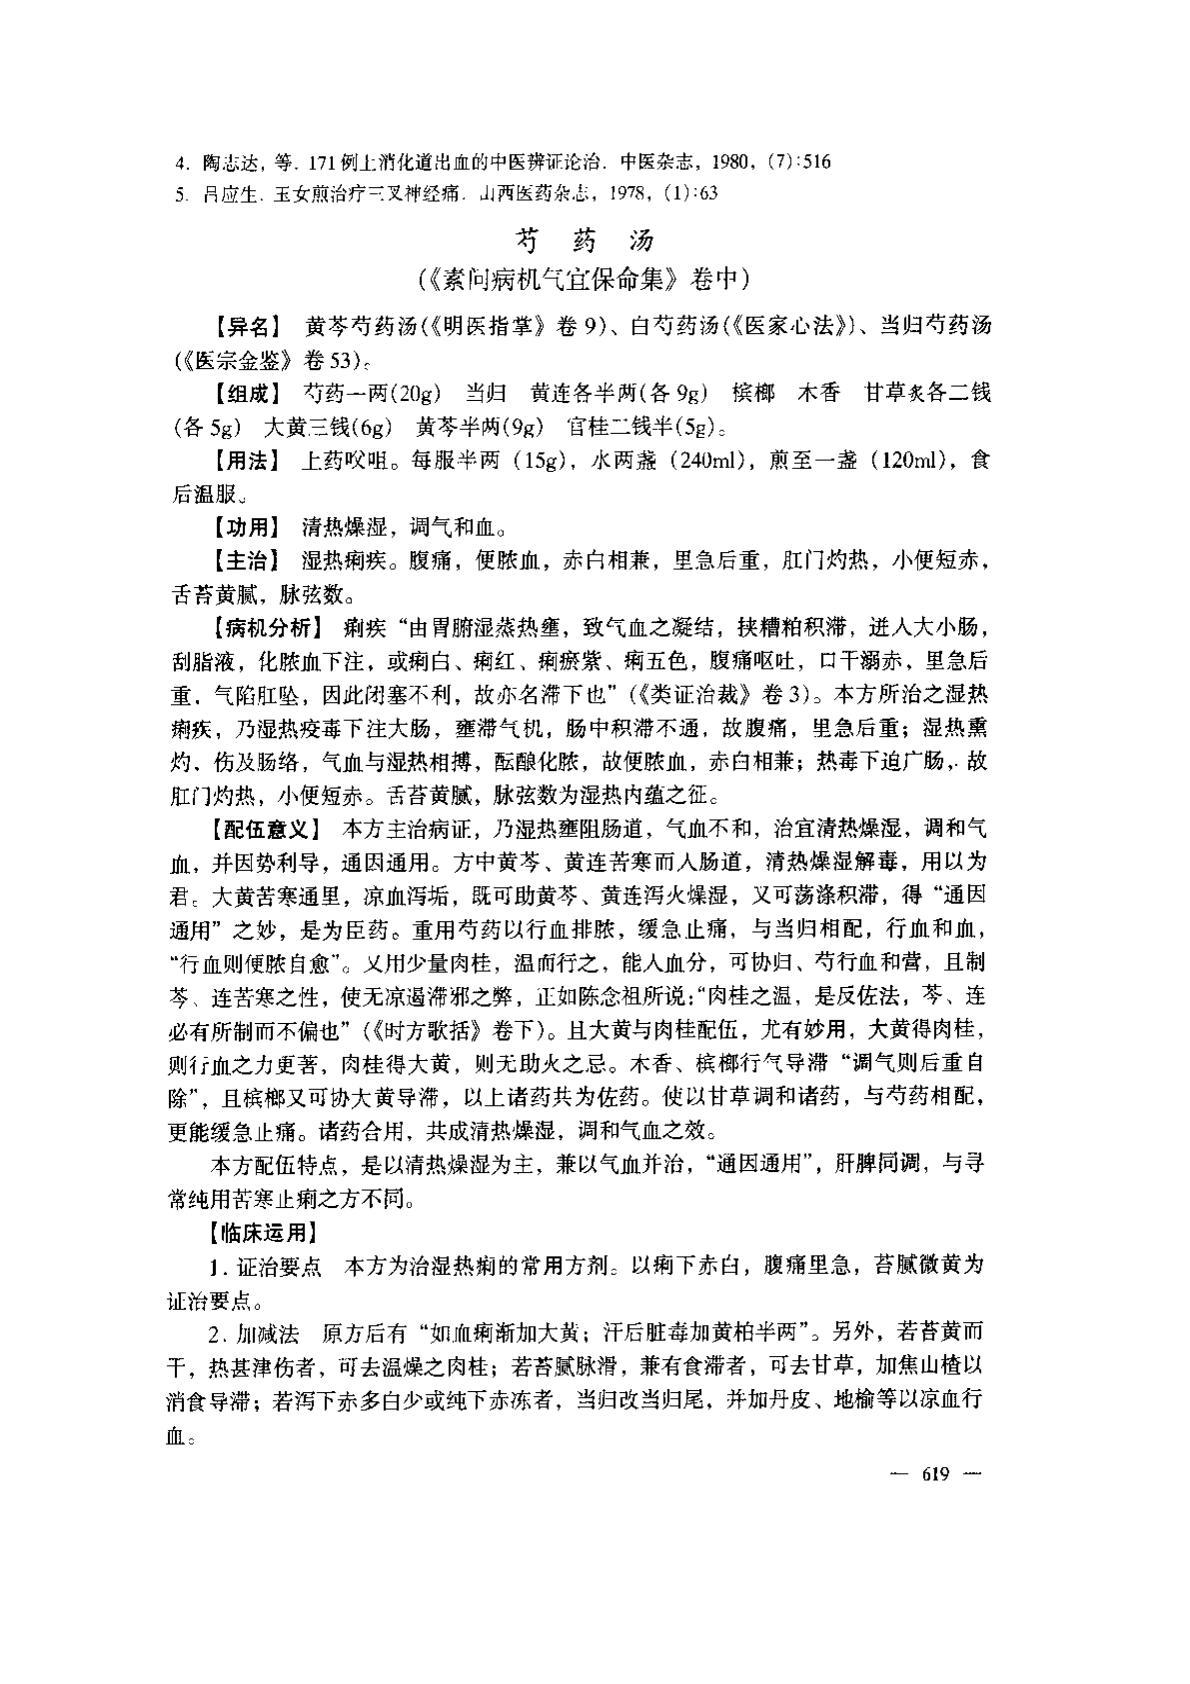 4. 陶志达，等. 171例上消化道出血的中医辨证论治. 中医杂志，1980，(7):516
5. 吕应生. 玉女煎治疗三叉神经痛. 山西医药杂志，1978，(1):63
芍 药 汤
(《素问病机气宜保命集》卷中)
【异名】 黄芩芍药汤(《明医指掌》卷9)、白芍药汤(《医家心法》)、当归芍药汤
(《医宗金鉴》卷53)。
【组成】 芍药一两(20g) 当归 黄连各半两(各9g) 槟榔 木香 甘草炙各二钱
(各5g) 大黄三钱(6g) 黄芩半两(9g) 官桂二钱半(5g)。
【用法】 上药㕮咀。每服半两（15g)，水两盏（240ml)，煎至一盏（120ml)，食
后温服。
【功用】 清热燥湿，调气和血。
【主治】 湿热痢疾。腹痛，便脓血，赤白相兼，里急后重，肛门灼热，小便短赤，
舌苔黄腻，脉弦数。
【病机分析】 痢疾“由胃腑湿蒸热壅，致气血之凝结，挟糟粕积滞，进入大小肠，
刮脂液，化脓血下注，或痢白、痢红、痢瘀紫、痢五色，腹痛呕吐，口干溺赤，里急后
重，气陷肛坠，因此闭塞不利，故亦名滞下也”(《类证治裁》卷3)。本方所治之湿热
痢疾，乃湿热疫毒下注大肠，壅滞气机，肠中积滞不通，故腹痛，里急后重；湿热熏
灼，伤及肠络，气血与湿热相搏，酝酿化脓，故便脓血，赤白相兼；热毒下迫广肠，故
肛门灼热，小便短赤。舌苔黄腻，脉弦数为湿热内蕴之征。
【配伍意义】 本方主治病证，乃湿热壅阻肠道，气血不和，治宜清热燥湿，调和气
血，并因势利导，通因通用。方中黄芩、黄连苦寒而入肠道，清热燥湿解毒，用以为
君。大黄苦寒通里，凉血泻垢，既可助黄芩、黄连泻火燥湿，又可荡涤积滞，得“通因
通用”之妙，是为臣药。重用芍药以行血排脓，缓急止痛，与当归相配，行血和血，
“行血则便脓自愈”。又用少量肉桂，温而行之，能入血分，可协归、芍行血和营，且制
芩、连苦寒之性，使无凉遏滞邪之弊，正如陈念祖所说:“肉桂之温，是反佐法，芩、连
必有所制而不偏也”(《时方歌括》卷下)。且大黄与肉桂配伍，尤有妙用，大黄得肉桂，
则行血之力更著，肉桂得大黄，则无助火之忌。木香、槟榔行气导滞“调气则后重自
除”，且槟榔又可协大黄导滞，以上诸药共为佐药。使以甘草调和诸药，与芍药相配，
更能缓急止痛。诸药合用，共成清热燥湿，调和气血之效。
本方配伍特点，是以清热燥湿为主，兼以气血并治，“通因通用”，肝脾同调，与寻
常纯用苦寒止痢之方不同。
【临床运用】
1. 证治要点 本方为治湿热痢的常用方剂。以痢下赤白，腹痛里急，苔腻微黄为
证治要点。
2. 加减法 原方后有“如血痢渐加大黄；汗后脏毒加黄柏半两”。另外，若苔黄而
干，热甚津伤者，可去温燥之肉桂；若苔腻脉滑，兼有食滞者，可去甘草，加焦山楂以
消食导滞；若泻下赤多白少或纯下赤冻者，当归改当归尾，并加丹皮、地榆等以凉血行
血。
— 619 —